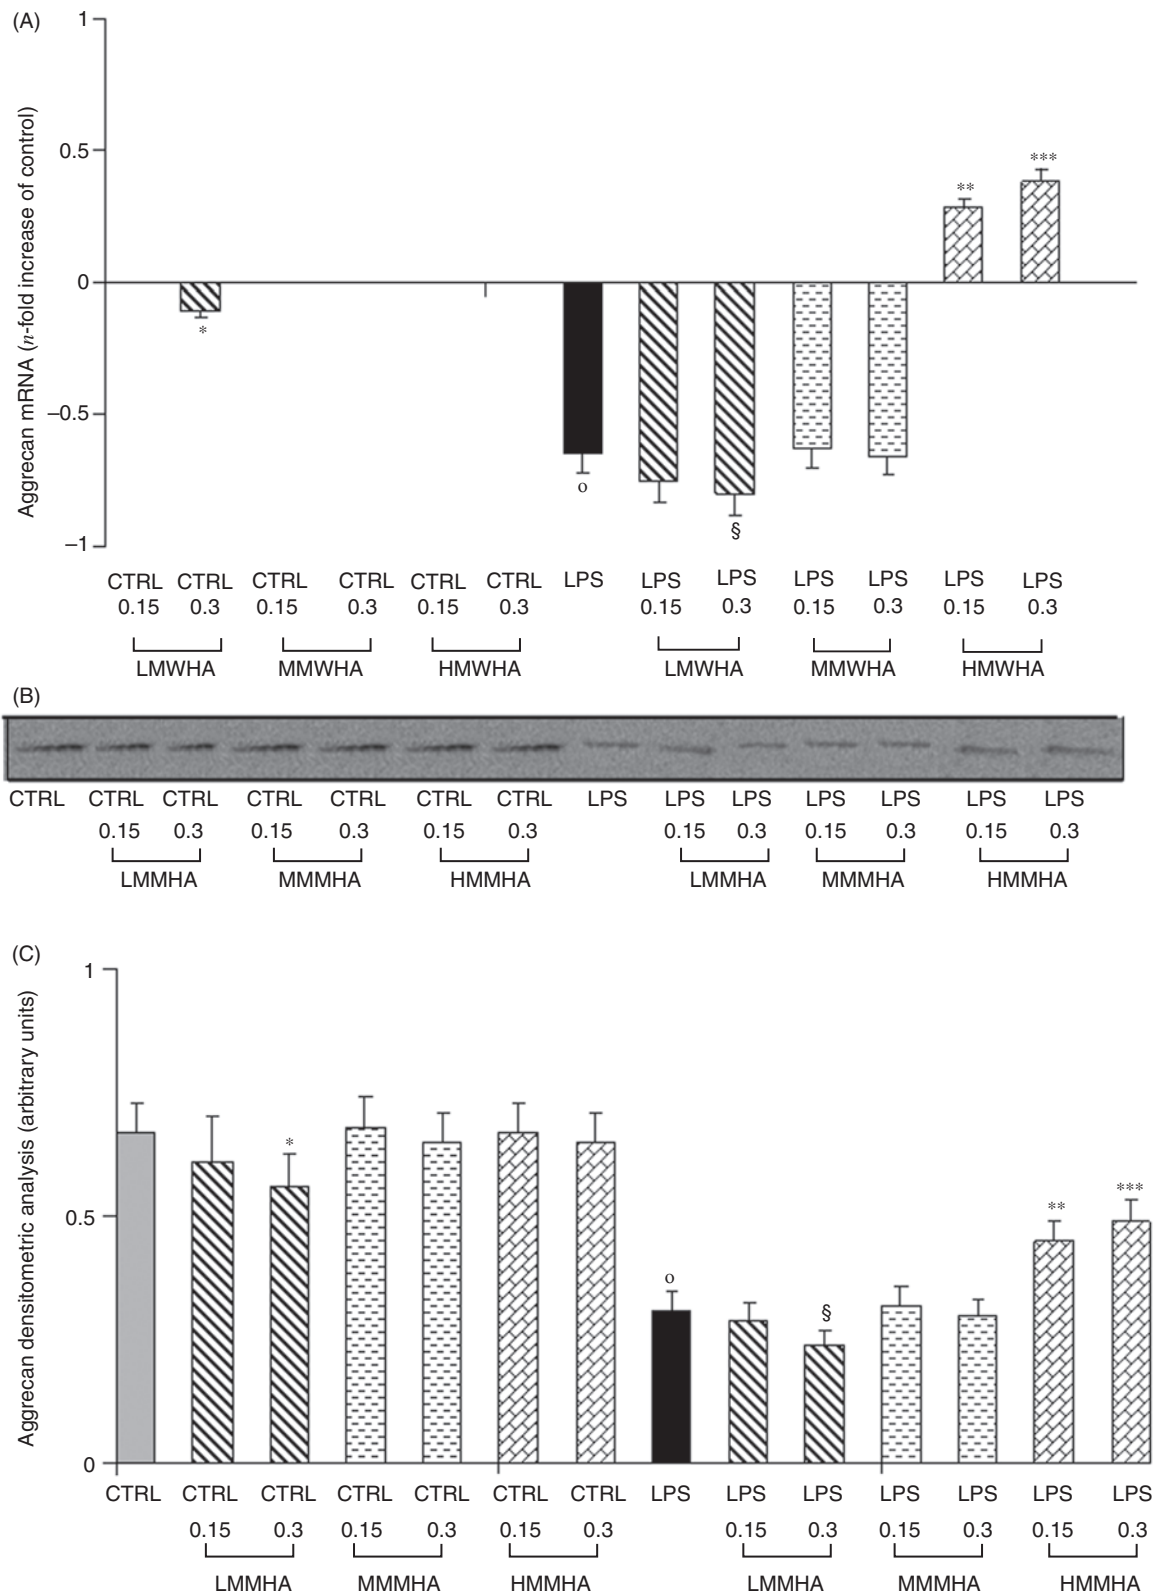 (A)
1
0.5
0
–0.5
–1
Aggrecan mRNA (n-fold increase of control)
*
o
§
**
***
CTRL CTRL CTRL CTRL CTRL CTRL LPS LPS LPS LPS LPS LPS LPS
0.15 0.3 0.15 0.3 0.15 0.3 0.15 0.3 0.15 0.3 0.15 0.3
LMWHA MMWHA HMWHA LMWHA MMWHA HMWHA
(B)
CTRL CTRL CTRL CTRL CTRL CTRL CTRL LPS LPS LPS LPS LPS LPS LPS
0.15 0.3 0.15 0.3 0.15 0.3 0.15 0.3 0.15 0.3 0.15 0.3
LMMHA MMMHA HMMHA LMMHA MMMHA HMMHA
(C)
1
0.5
0
Aggrecan densitometric analysis (arbitrary units)
*
o
§
**
***
CTRL CTRL CTRL CTRL CTRL CTRL CTRL LPS LPS LPS LPS LPS LPS LPS
0.15 0.3 0.15 0.3 0.15 0.3 0.15 0.3 0.15 0.3 0.15 0.3
LMMHA MMMHA HMMHA LMMHA MMMHA HMMHA